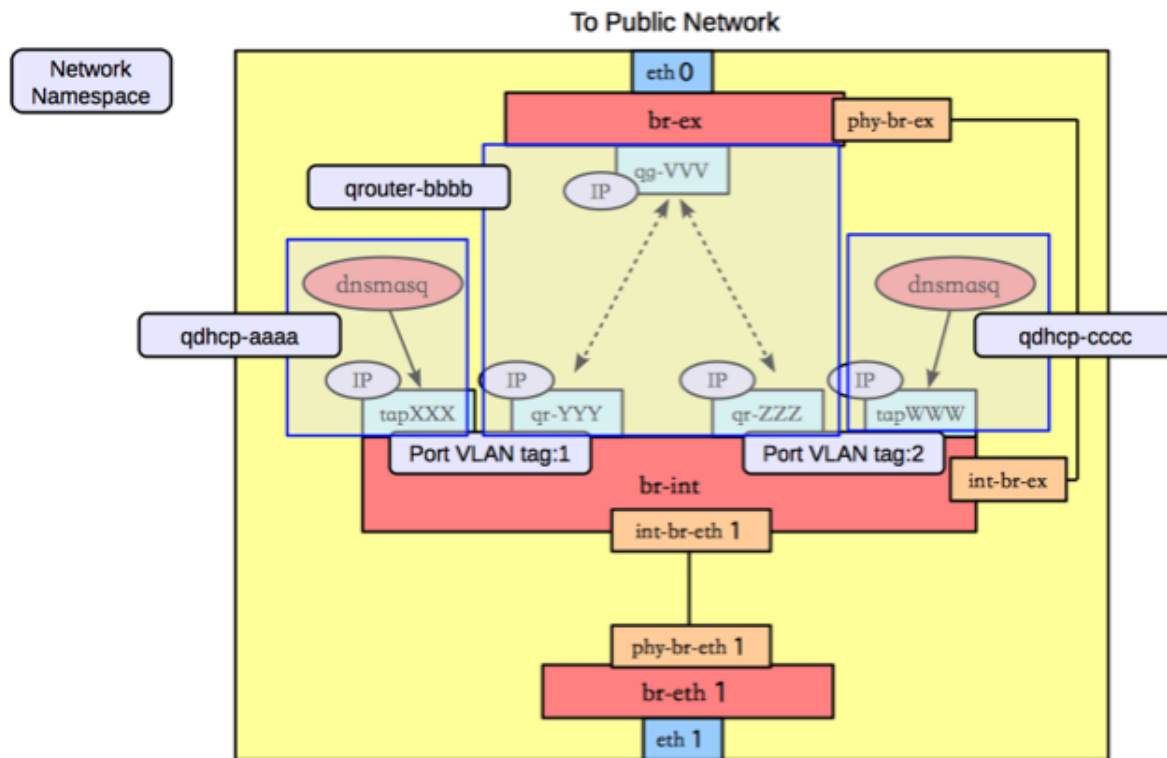 To Public Network
Network
Namespace
eth 0
br-ex
phy-br-ex
qg-VVV
IP
qrouter-bbbb
dnsmasq
dnsmasq
qdhcp-aaaa
qdhcp-cccc
IP
IP
IP
IP
tapXXX
qr-YYY
qr-ZZZ
tapWWW
Port VLAN tag:1
Port VLAN tag:2
br-int
int-br-ex
int-br-eth 1
phy-br-eth 1
br-eth 1
eth 1